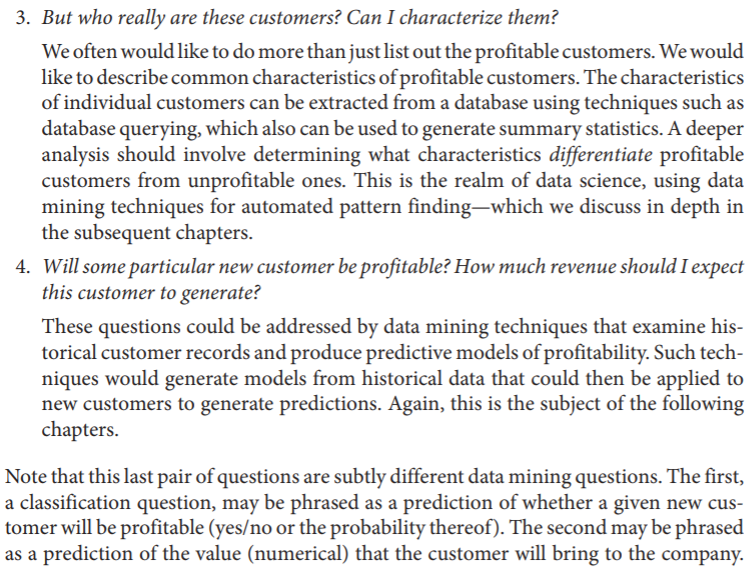 3. But who really are these customers? Can I characterize them?
We often would like to do more than just list out the profitable customers. We would
like to describe common characteristics of profitable customers. The characteristics
of individual customers can be extracted from a database using techniques such as
database querying, which also can be used to generate summary statistics. A deeper
analysis should involve determining what characteristics differentiate profitable
customers from unprofitable ones. This is the realm of data science, using data
mining techniques for automated pattern finding—which we discuss in depth in
the subsequent chapters.
4. Will some particular new customer be profitable? How much revenue should I expect
this customer to generate?
These questions could be addressed by data mining techniques that examine his-
torical customer records and produce predictive models of profitability. Such tech-
niques would generate models from historical data that could then be applied to
new customers to generate predictions. Again, this is the subject of the following
chapters.
Note that this last pair of questions are subtly different data mining questions. The first,
a classification question, may be phrased as a prediction of whether a given new cus-
tomer will be profitable (yes/no or the probability thereof). The second may be phrased
as a prediction of the value (numerical) that the customer will bring to the company.